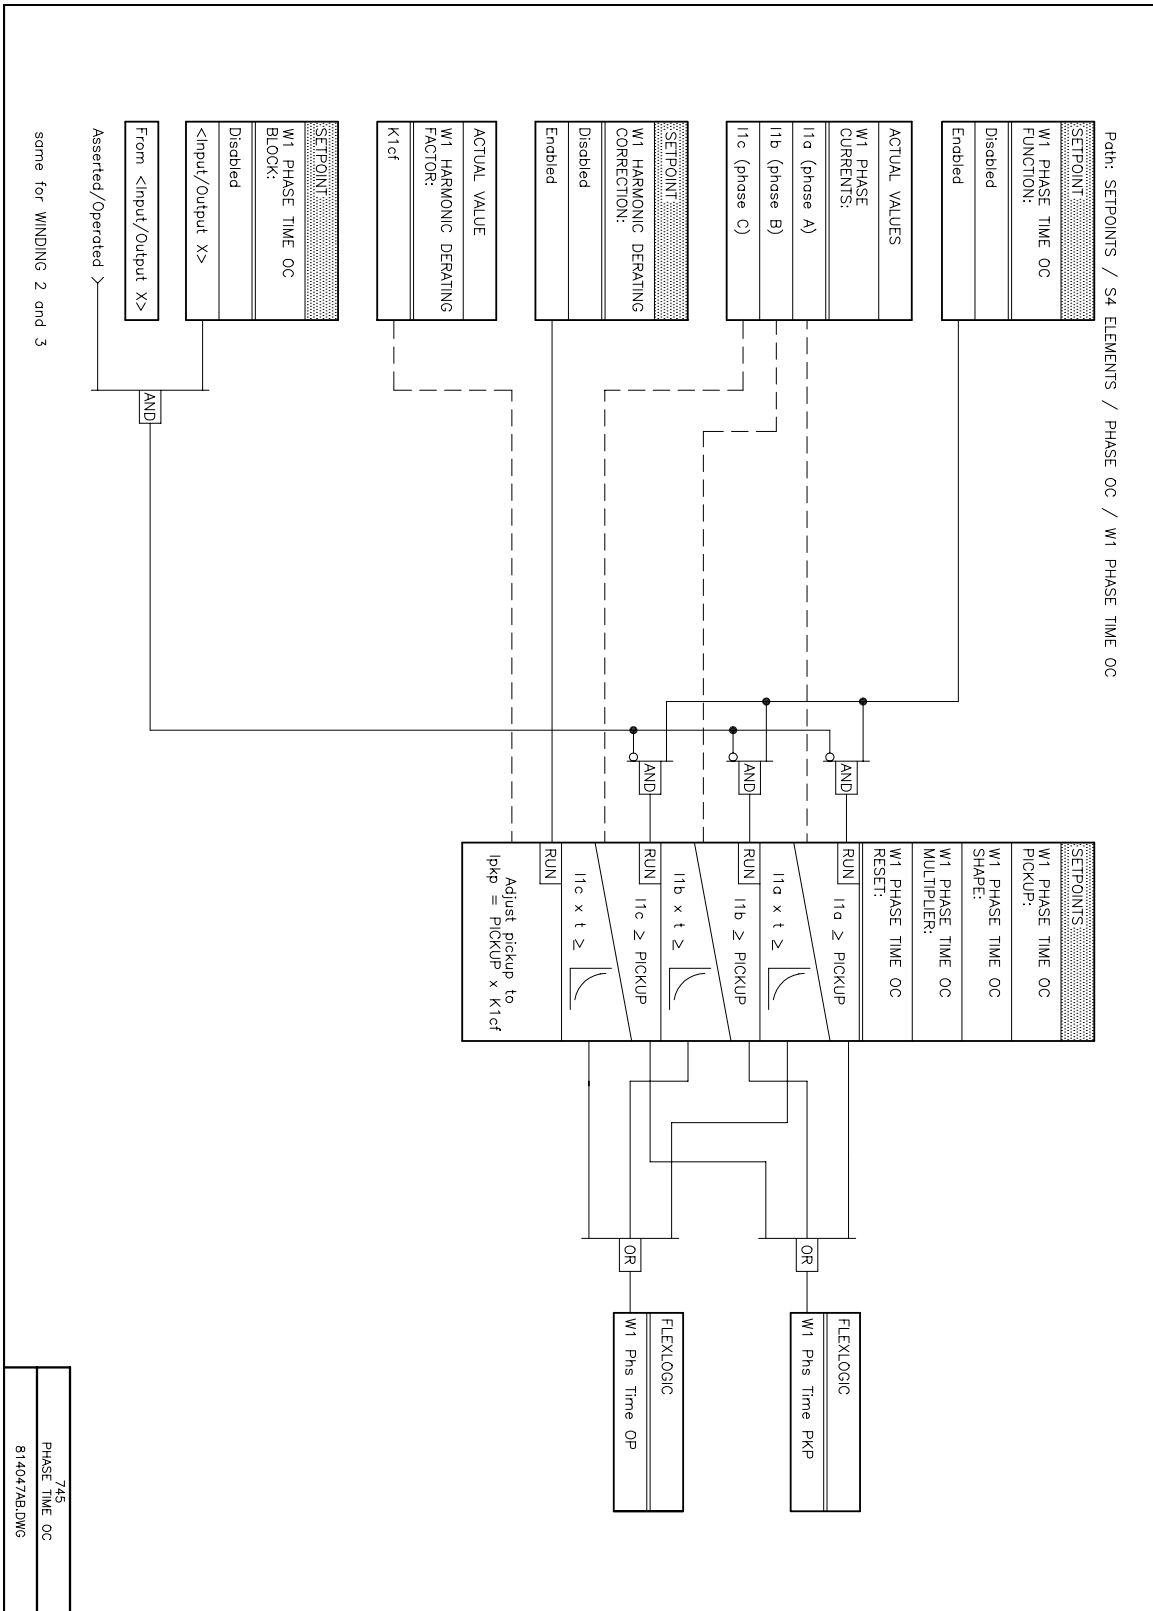 Path: SETPOINTS / S4 ELEMENTS / PHASE OC / W1 PHASE TIME OC
SETPOINT
W1 PHASE TIME OC
FUNCTION:
Disabled
Enabled
ACTUAL VALUES
W1 PHASE
CURRENTS:
I1a (phase A)
I1b (phase B)
I1c (phase C)
SETPOINT
W1 HARMONIC DERATING
CORRECTION:
Disabled
Enabled
ACTUAL VALUE
W1 HARMONIC DERATING
FACTOR:
K1cf
SETPOINT
W1 PHASE TIME OC
BLOCK:
Disabled
<Input/Output X>
From <Input/Output X>
Asserted/Operated
same for WINDING 2 and 3
AND
AND
AND
AND
SETPOINTS
W1 PHASE TIME OC
PICKUP:
W1 PHASE TIME OC
SHAPE:
W1 PHASE TIME OC
MULTIPLIER:
W1 PHASE TIME OC
RESET:
RUN
I1a ≥ PICKUP
I1a x t ≥
RUN
I1b ≥ PICKUP
I1b x t ≥
RUN
I1c ≥ PICKUP
I1c x t ≥
RUN
Adjust pickup to
Ipkp = PICKUP x K1cf
OR
OR
FLEXLOGIC
W1 Phs Time PKP
FLEXLOGIC
W1 Phs Time OP
745
PHASE TIME OC
814047AB.DWG